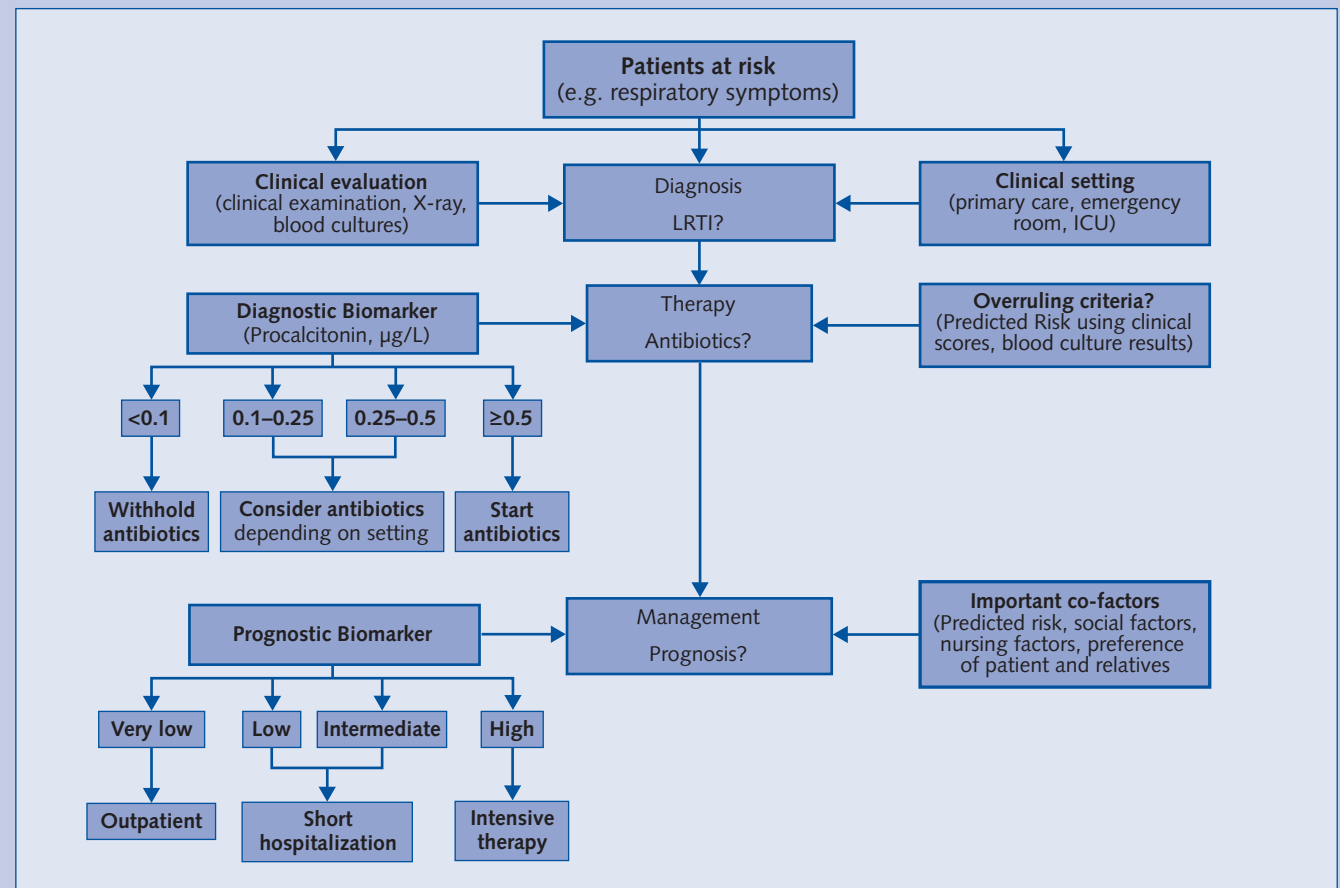 Patients at risk
(e.g. respiratory symptoms)
Clinical evaluation
(clinical examination, X-ray,
blood cultures)
Diagnosis
LRTI?
Clinical setting
(primary care, emergency
room, ICU)
Diagnostic Biomarker
(Procalcitonin, µg/L)
Therapy
Antibiotics?
Overruling criteria?
(Predicted Risk using clinical
scores, blood culture results)
<0.1
0.1–0.25
0.25–0.5
≥0.5
Withhold
antibiotics
Consider antibiotics
depending on setting
Start
antibiotics
Prognostic Biomarker
Management
Prognosis?
Important co-factors
(Predicted risk, social factors,
nursing factors, preference
of patient and relatives
Very low
Low
Intermediate
High
Outpatient
Short
hospitalization
Intensive
therapy